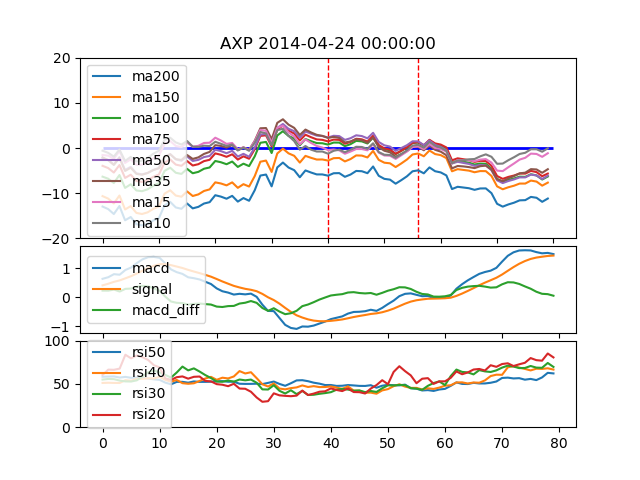 AXP 2014-04-24 00:00:00
20
10
0
−10
−20
ma200
ma150
ma100
ma75
ma50
ma35
ma15
ma10
1
0
−1
macd
signal
macd_diff
100
50
0
rsi50
rsi40
rsi30
rsi20
0 10 20 30 40 50 60 70 80